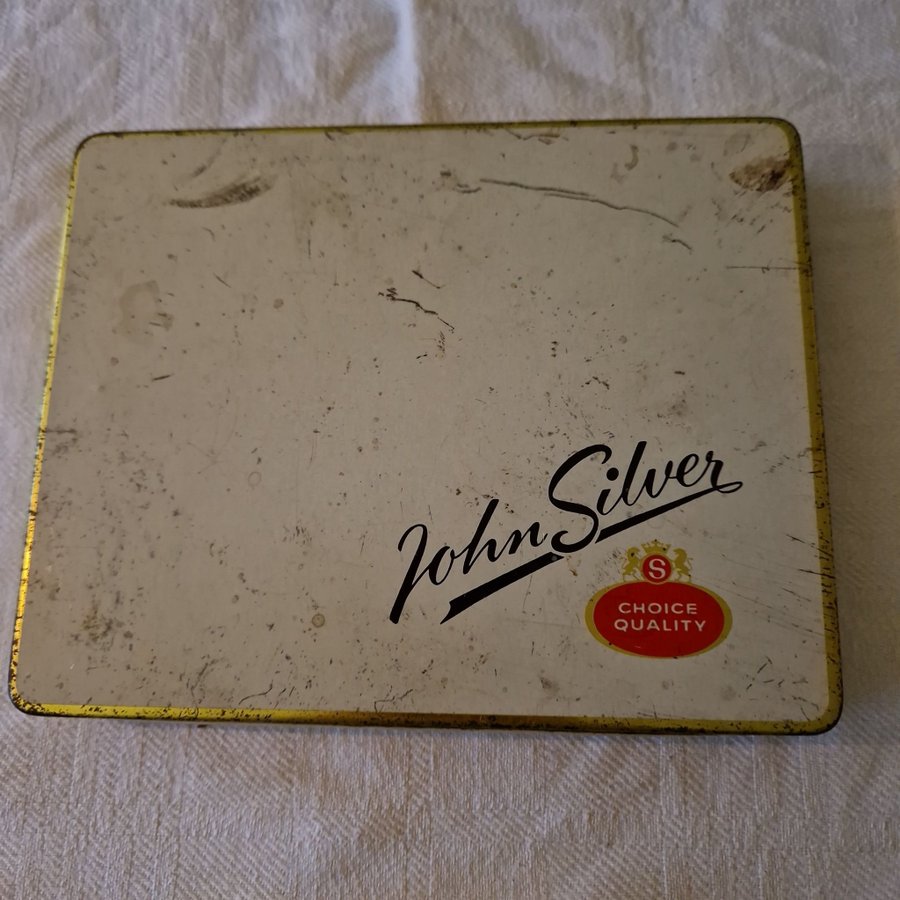 John Silver
S
CHOICE
QUALITY